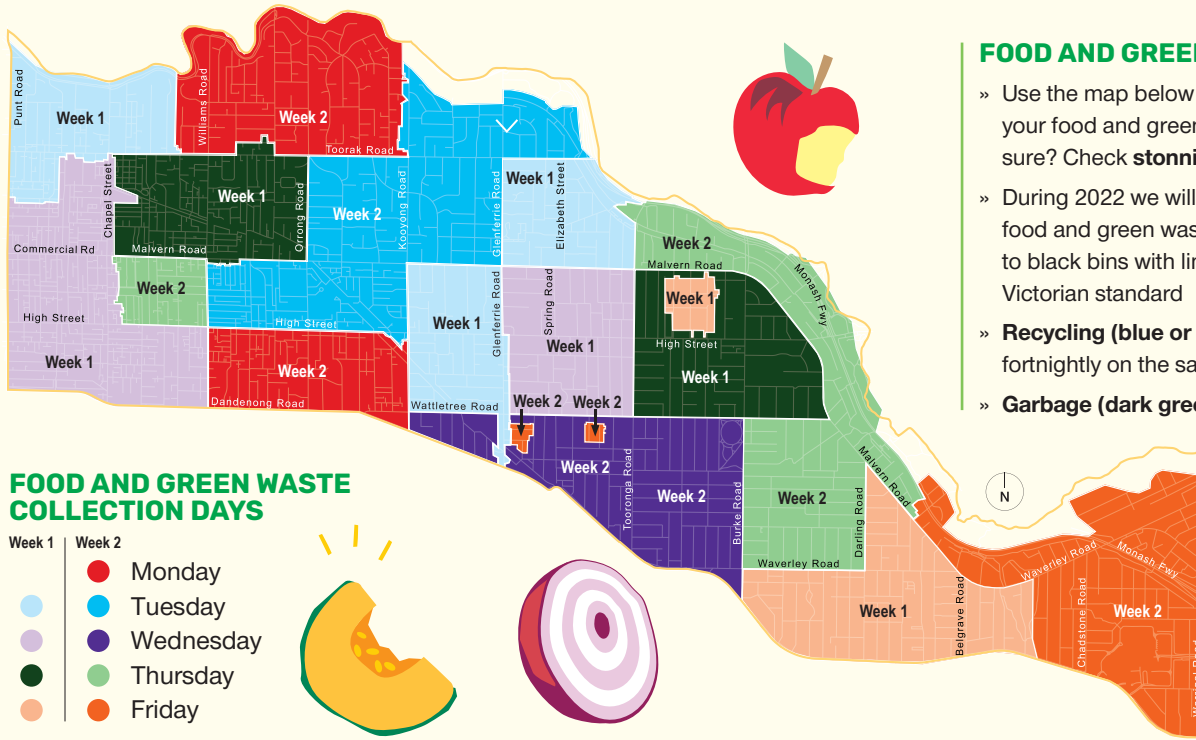 FOOD AND GREEN
» Use the map below
your food and green
sure? Check stonni
» During 2022 we will
food and green was
to black bins with li
Victorian standard
» Recycling (blue or
fortnightly on the sa
» Garbage (dark gree
Punt Road
Week 1
Williams Road
Week 2
Toorak Road
Chapel Street
Week 1
Orrong Road
Malvern Road
Commercial Rd
Week 2
Kooyong Road
Glenferrie Road
Week 1
Elizabeth Street
Week 2
Malvern Road
Monash Fwy
Week 2
High Street
High Street
Week 1
Week 2
Dandenong Road
Week 1
Glenferrie Road
Wattletree Road
Spring Road
Week 1
Week 1
High Street
Week 1
Week 2
Week 2
Week 2
Tooronga Road
Week 2
Burke Road
Week 2
Darling Road
Malvern Road
Waverley Road
N
Week 1
Belgrave Road
Waverley Road
Monash Fwy
Chadstone Road
Week 2
FOOD AND GREEN WASTE
COLLECTION DAYS
Week 1
Week 2
Monday
Tuesday
Wednesday
Thursday
Friday